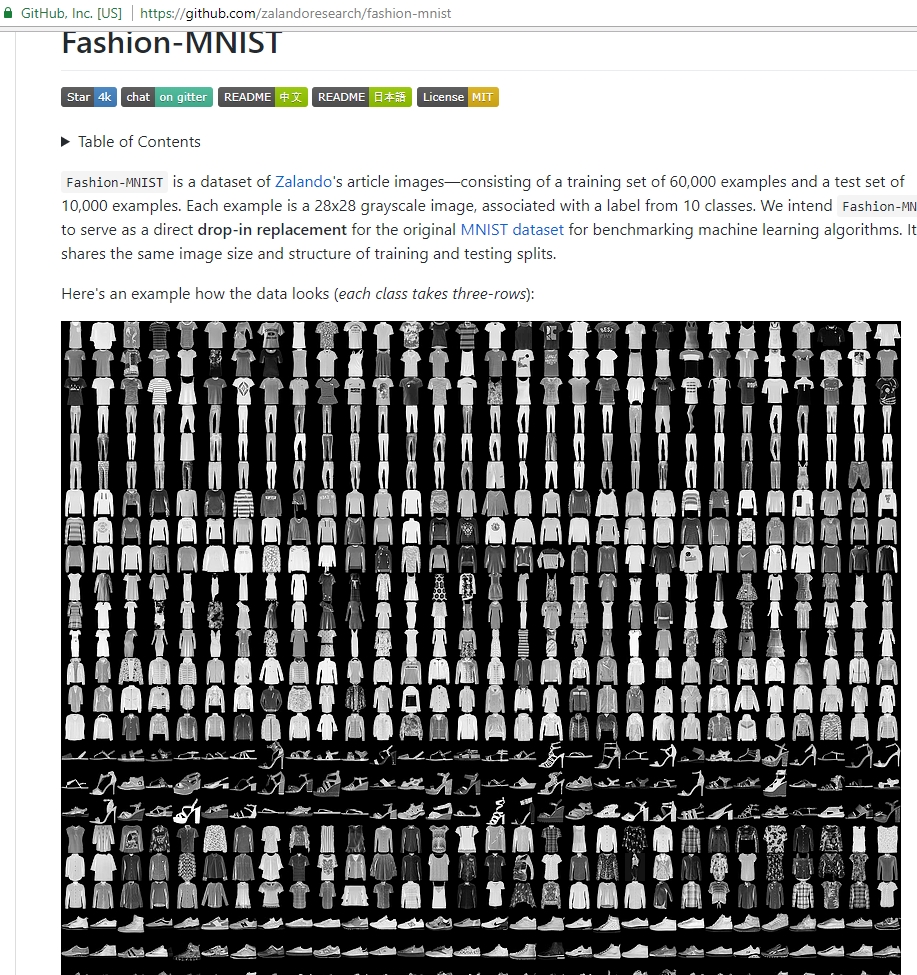 GitHub, Inc. [US] https://github.com/zalandoresearch/fashion-mnist
Fashion-MNIST
Star 4k chat on gitter README 中文 README 日本語 License MIT
Table of Contents
Fashion-MNIST is a dataset of Zalando's article images—consisting of a training set of 60,000 examples and a test set of
10,000 examples. Each example is a 28x28 grayscale image, associated with a label from 10 classes. We intend Fashion-MN
to serve as a direct drop-in replacement for the original MNIST dataset for benchmarking machine learning algorithms. It
shares the same image size and structure of training and testing splits.
Here's an example how the data looks (each class takes three-rows):